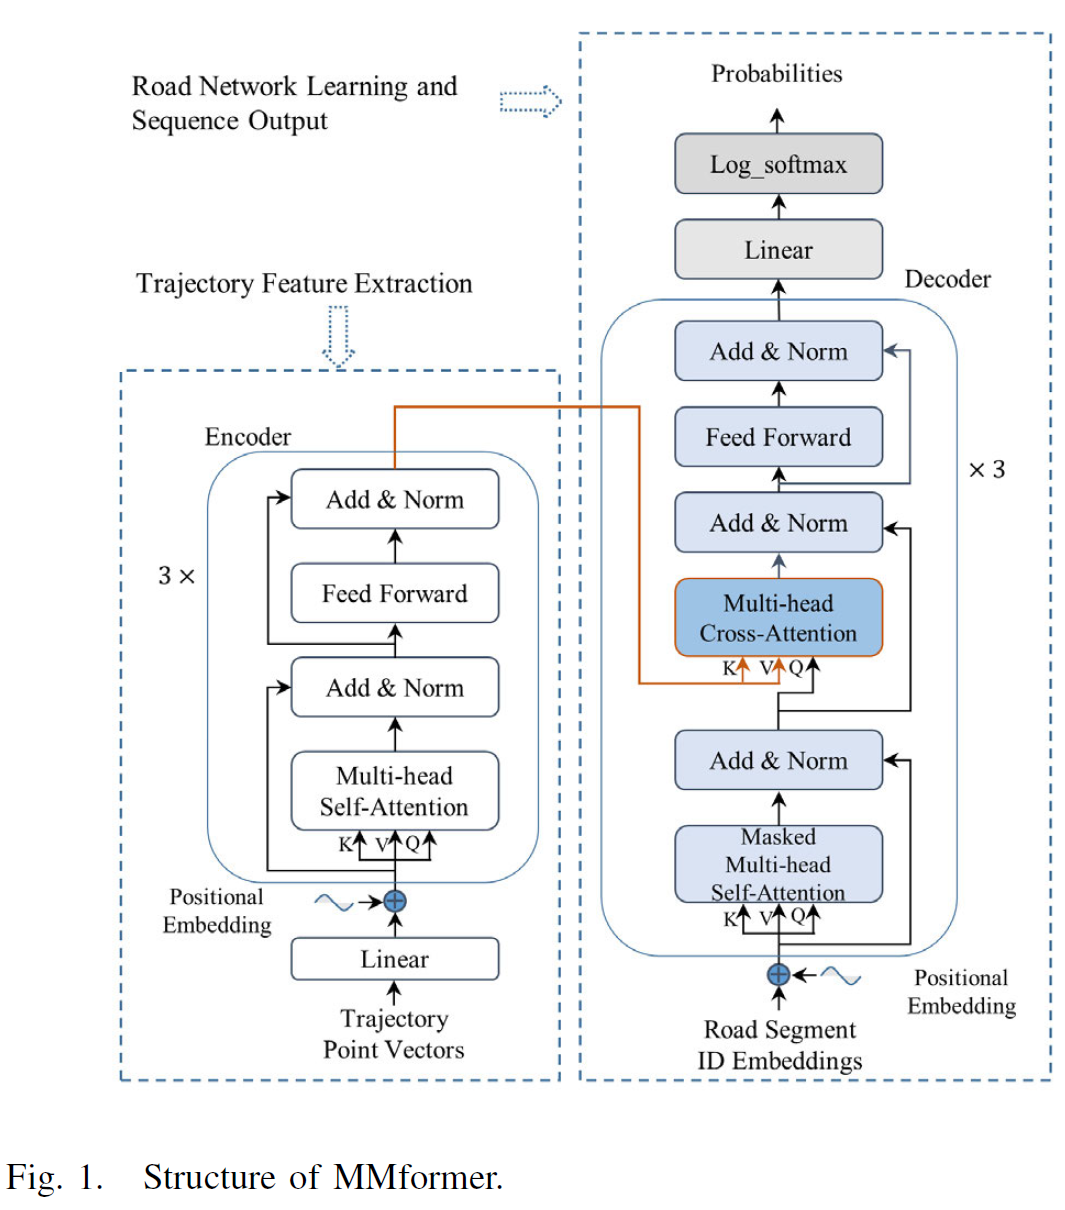 Road Network Learning and
Sequence Output
Trajectory Feature Extraction
Encoder
Add & Norm
3 ×
Feed Forward
Add & Norm
Multi-head
Self-Attention
K V Q
Positional
Embedding
Linear
Trajectory
Point Vectors
Probabilities
Log_softmax
Linear
Decoder
Add & Norm
Feed Forward
× 3
Add & Norm
Multi-head
Cross-Attention
K V Q
Add & Norm
Masked
Multi-head
Self-Attention
K V Q
Positional
Embedding
Road Segment
ID Embeddings
Fig. 1. Structure of MMformer.